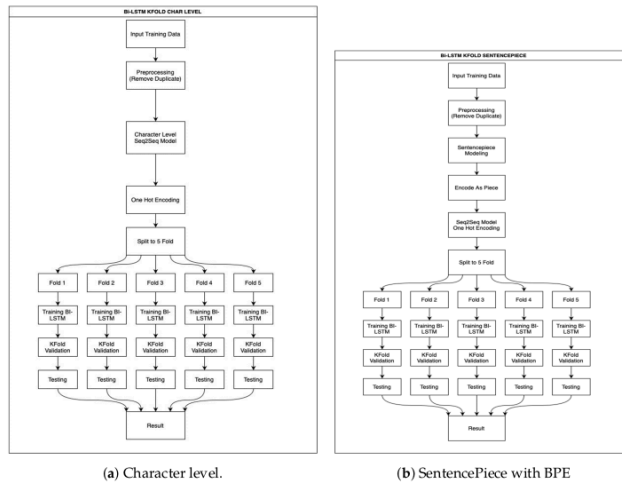 BI-LSTM KFOLD CHAR LEVEL
Input Training Data
Preprocessing
(Remove Duplicate)
Character Level
Seq2Seq Model
One Hot Encoding
Split to 5 Fold
Fold 1 Fold 2 Fold 3 Fold 4 Fold 5
Training BI- Training BI- Training BI- Training BI- Training BI-
LSTM LSTM LSTM LSTM LSTM
KFold KFold KFold KFold KFold
Validation Validation Validation Validation Validation
Testing Testing Testing Testing Testing
Result
(a) Character level.
BI-LSTM KFOLD SENTENCEPIECE
Input Training Data
Preprocessing
(Remove Duplicate)
Sentencepiece
Modeling
Encode As Piece
Seq2Seq Model
One Hot Encoding
Split to 5 Fold
Fold 1 Fold 2 Fold 3 Fold 4 Fold 5
Training BI- Training BI- Training BI- Training BI- Training BI-
LSTM LSTM LSTM LSTM LSTM
KFold KFold KFold KFold KFold
Validation Validation Validation Validation Validation
Testing Testing Testing Testing Testing
Result
(b) SentencePiece with BPE